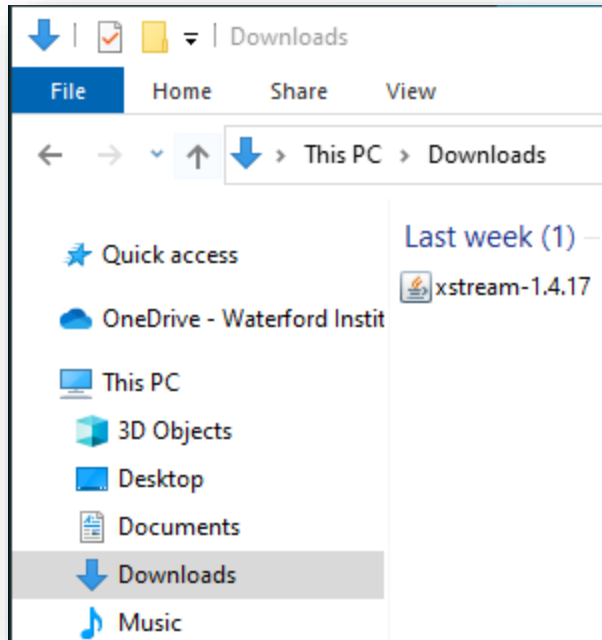 Downloads
File Home Share View
This PC > Downloads
Quick access
Last week (1)
xstream-1.4.17
OneDrive - Waterford Instit
This PC
3D Objects
Desktop
Documents
Downloads
Music